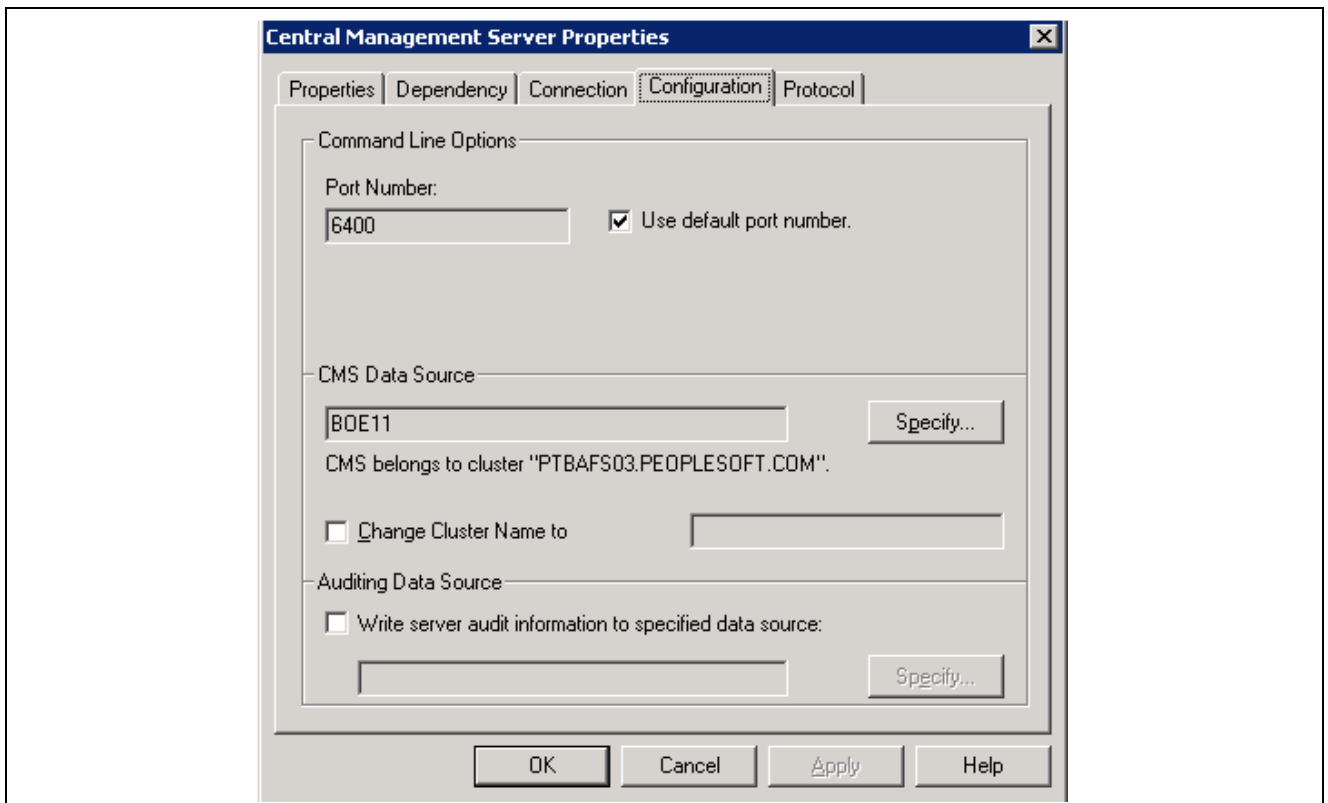 Central Management Server Properties
Properties Dependency Connection Configuration Protocol
Command Line Options
Port Number:
6400 Use default port number.
CMS Data Source
BOE11 Specify...
CMS belongs to cluster "PTBAFS03.PEOPLESOFT.COM".
Change Cluster Name to
Auditing Data Source
Write server audit information to specified data source:
Specify...
OK Cancel Apply Help